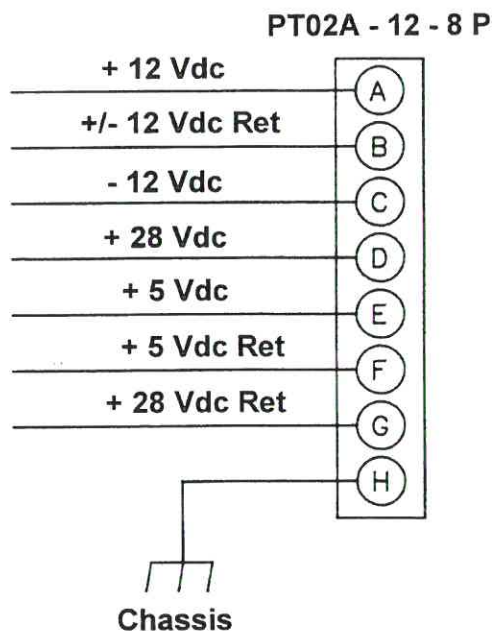 PT02A - 12 - 8 P
+ 12 Vdc
A
+/- 12 Vdc Ret
B
- 12 Vdc
C
+ 28 Vdc
D
+ 5 Vdc
E
+ 5 Vdc Ret
F
+ 28 Vdc Ret
G
H
Chassis